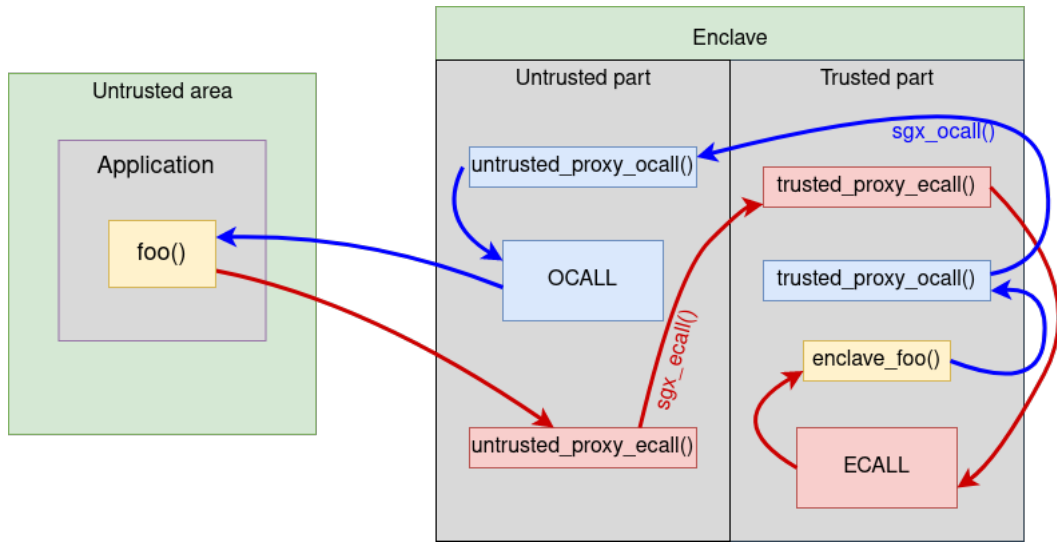 Enclave
Untrusted area
Application
foo()
Untrusted part
untrusted_proxy_ocall()
OCALL
sgx_ecall()
untrusted_proxy_ecall()
Trusted part
sgx_ocall()
trusted_proxy_ecall()
trusted_proxy_ocall()
enclave_foo()
ECALL